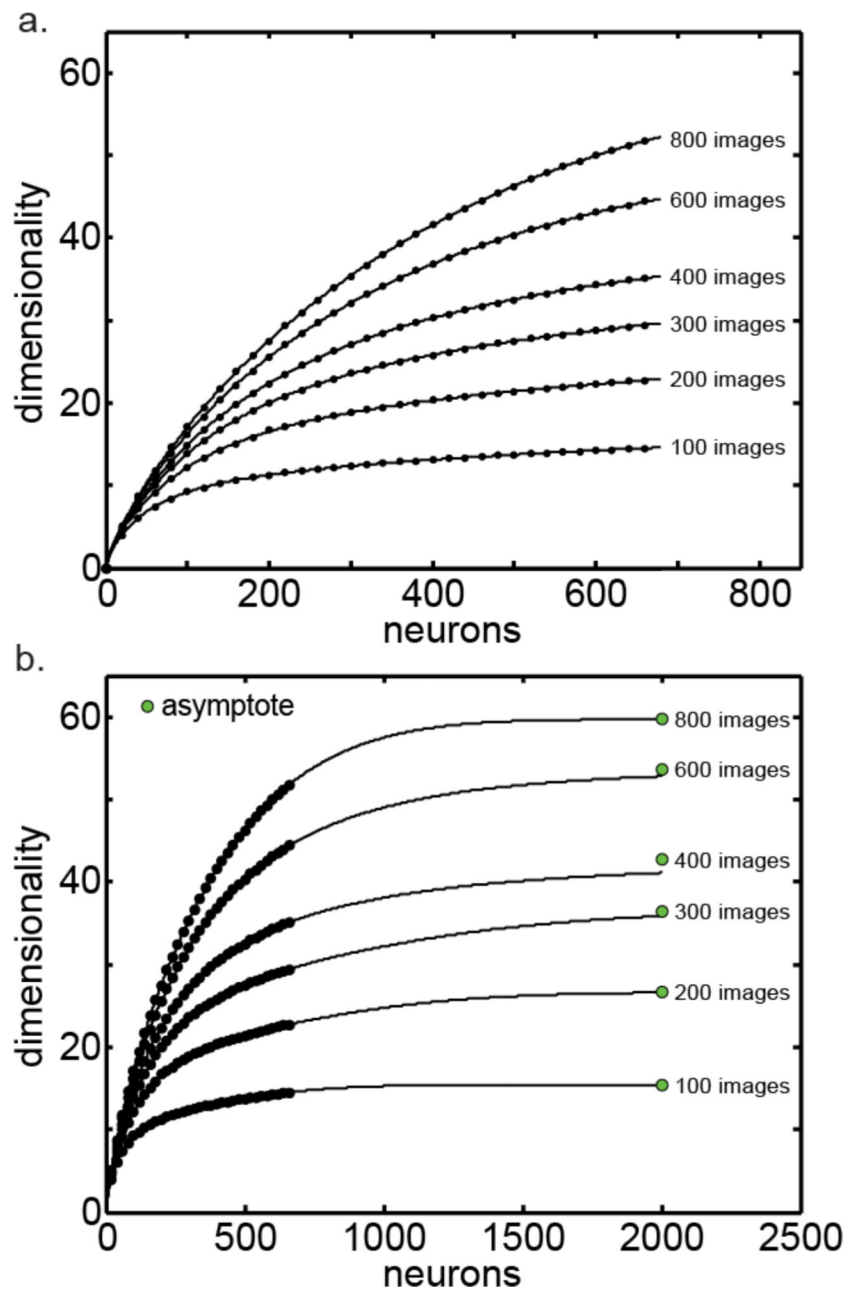 a.
60
40
20
0
dimensionality
800 images
600 images
400 images
300 images
200 images
100 images
0 200 400 600 800
neurons
b.
asymptote
60
40
20
0
dimensionality
800 images
600 images
400 images
300 images
200 images
100 images
0 500 1000 1500 2000 2500
neurons